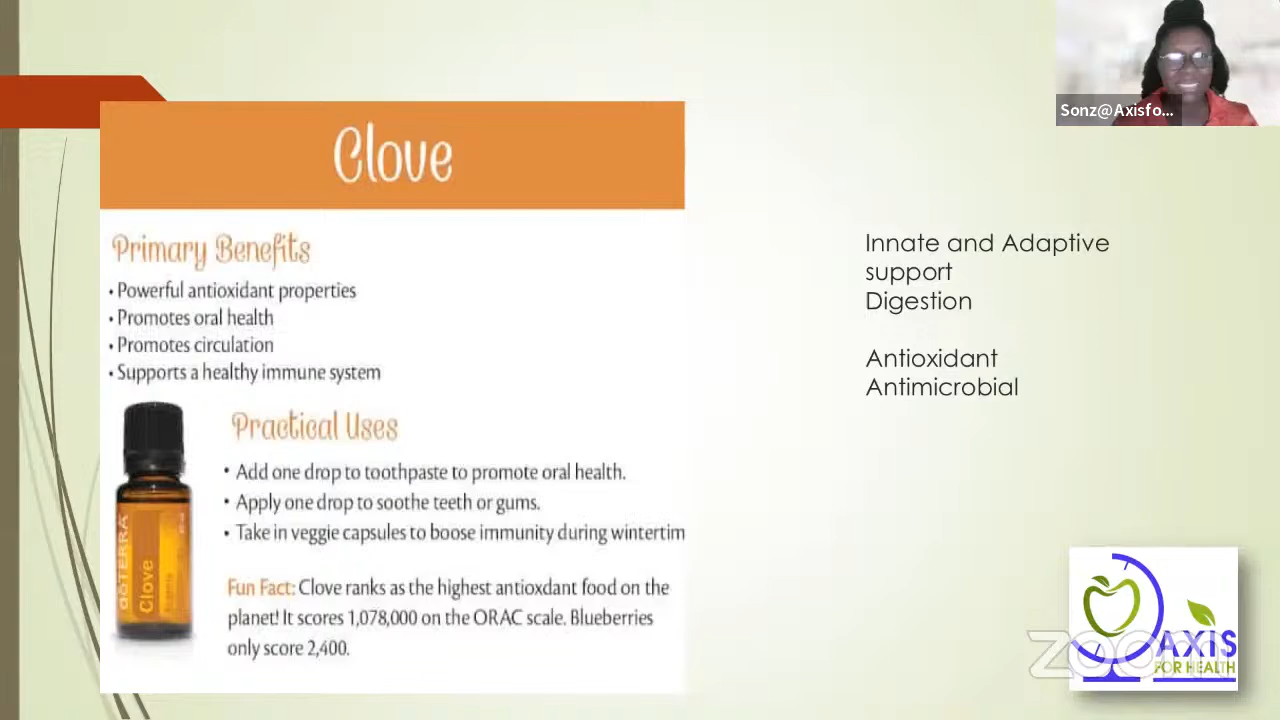 Sonz@Axisfo...
Clove
Primary Benefits
• Powerful antioxidant properties
• Promotes oral health
• Promotes circulation
• Supports a healthy immune system
Practical Uses
• Add one drop to toothpaste to promote oral health.
• Apply one drop to soothe teeth or gums.
• Take in veggie capsules to boose immunity during wintertim
Fun Fact: Clove ranks as the highest antioxdant food on the
planet! It scores 1,078,000 on the ORAC scale. Blueberries
only score 2,400.
dōTERRA
Clove
Innate and Adaptive
support
Digestion
Antioxidant
Antimicrobial
zoom
AXIS
FOR HEALTH